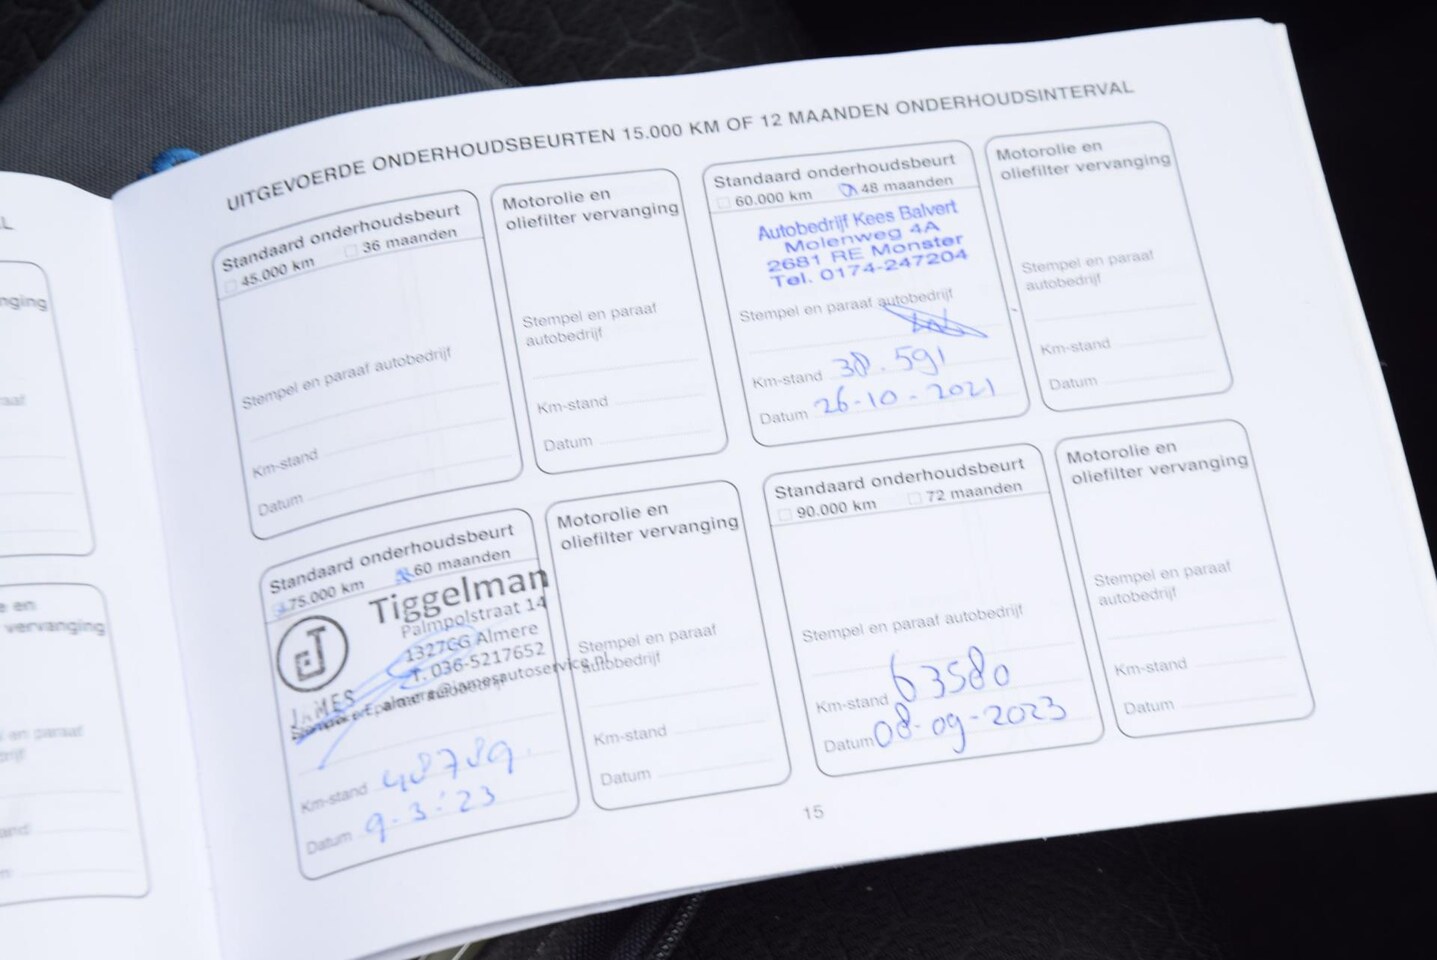 UITGEVOERDE ONDERHOUDSBEURTEN 15.000 KM OF 12 MAANDEN ONDERHOUDSINTERVAL
Standaard onderhoudsbeurt
45.000 km 36 maanden
Stempel en paraaf autobedrijf
Km-stand
Datum
Motorolie en
oliefilter vervanging
Stempel en paraaf
autobedrijf
Km-stand
Datum
Standaard onderhoudsbeurt
60.000 km 48 maanden
Autobedrijf Kees Balvert
Molenweg 4A
2681 RE Monster
Tel. 0174-247204
Stempel en paraaf autobedrijf
Km-stand 38.591
Datum 26-10-2021
Motorolie en
oliefilter vervanging
Stempel en paraaf
autobedrijf
Km-stand
Datum
Standaard onderhoudsbeurt
75.000 km 60 maanden
Tiggelman
Palmpolstraat 14
1327CG Almere
T. 036-5217652
almere@jamesautoservice.nl
JAMES
Km-stand 48789
Datum 9-3-'23
Motorolie en
oliefilter vervanging
Stempel en paraaf
autobedrijf
Km-stand
Datum
Standaard onderhoudsbeurt
90.000 km 72 maanden
Stempel en paraaf autobedrijf
Km-stand 63580
Datum 08-09-2023
Motorolie en
oliefilter vervanging
Stempel en paraaf
autobedrijf
Km-stand
Datum
15